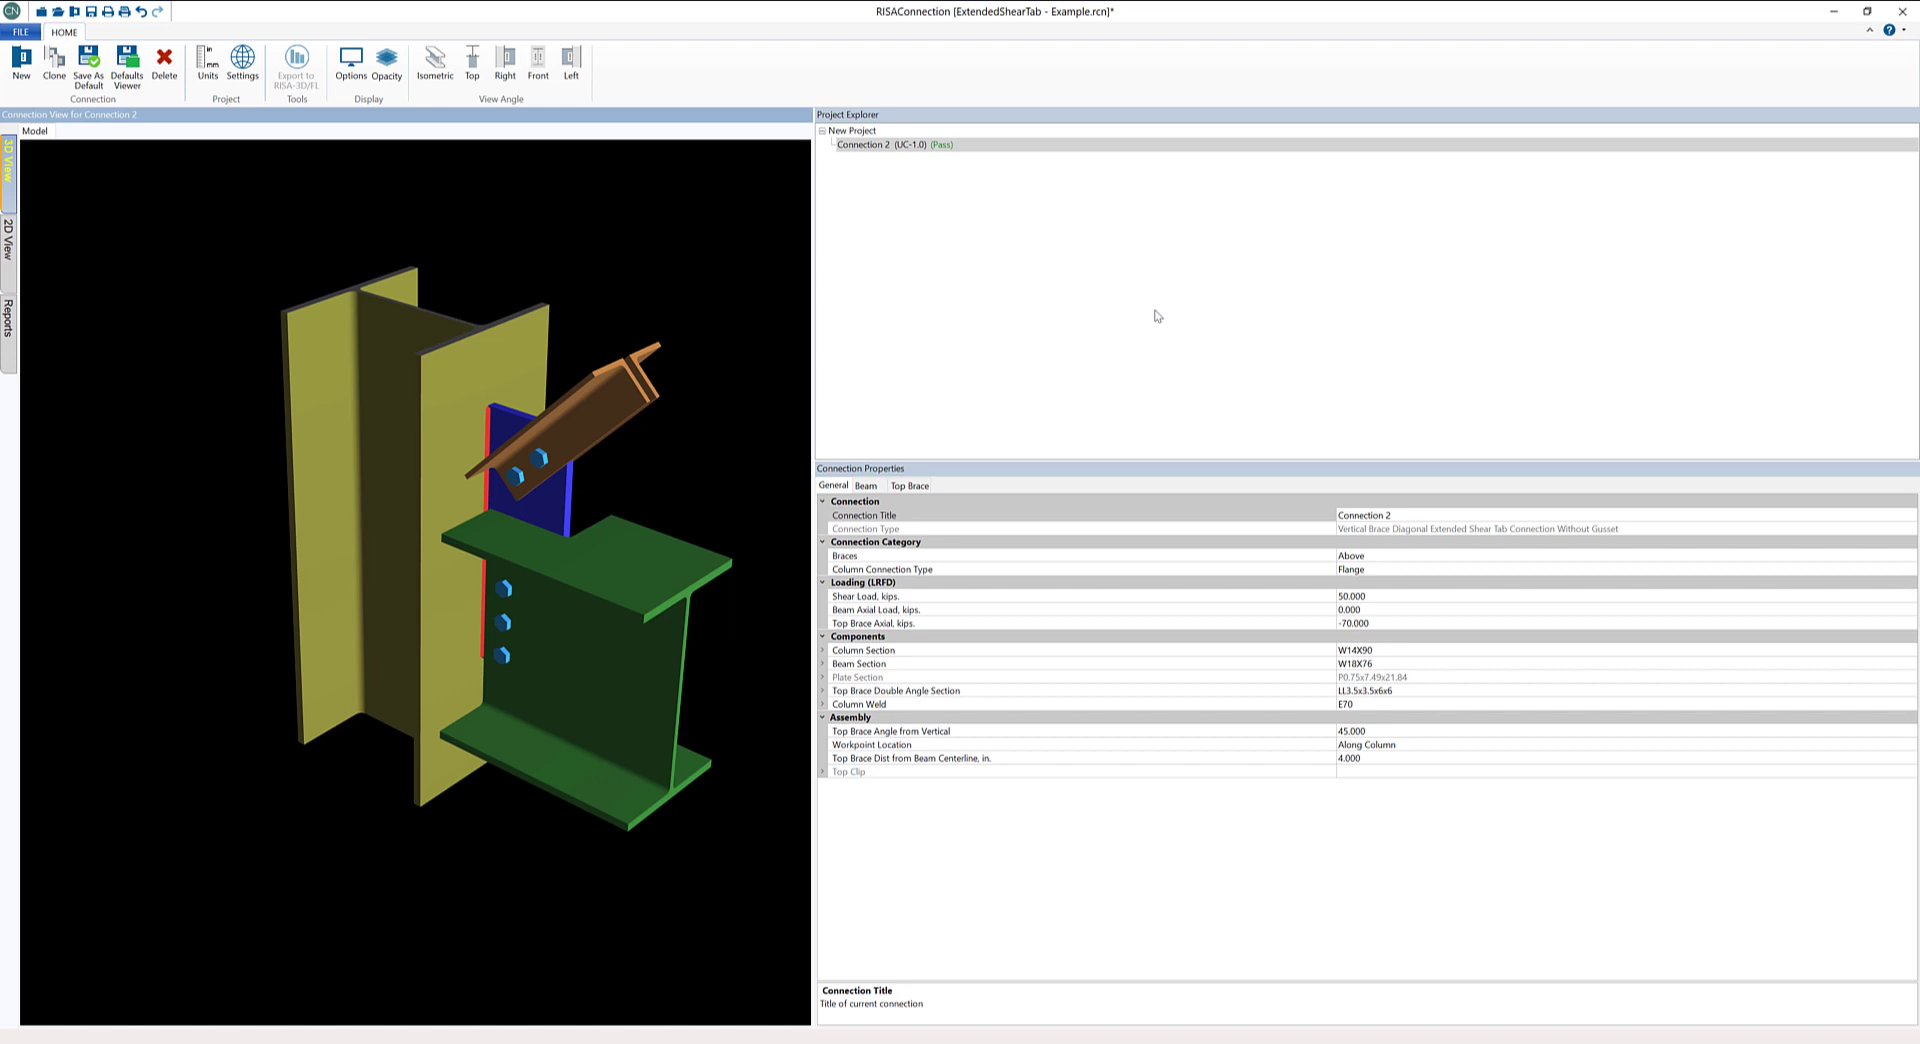 CN
RISAConnection [ExtendedShearTab - Example.rcn]*
FILE HOME
New Clone Save As Default Defaults Viewer Delete Units Settings Export to RISA-3D/FL Options Opacity Isometric Top Right Front Left
Connection Project Tools Display View Angle
Connection View for Connection 2
Model
3D View
2D View
Reports
Project Explorer
New Project
Connection 2 (UC-1.0) (Pass)
Connection Properties
General Beam Top Brace
Connection
Connection Title Connection 2
Connection Type Vertical Brace Diagonal Extended Shear Tab Connection Without Gusset
Connection Category
Braces Above
Column Connection Type Flange
Loading (LRFD)
Shear Load, kips. 50.000
Beam Axial Load, kips. 0.000
Top Brace Axial, kips. -70.000
Components
Column Section W14X90
Beam Section W18X76
Plate Section P0.75x7.49x21.84
Top Brace Double Angle Section LL3.5x3.5x6x6
Column Weld E70
Assembly
Top Brace Angle from Vertical 45.000
Workpoint Location Along Column
Top Brace Dist from Beam Centerline, in. 4.000
Top Clip
Connection Title
Title of current connection